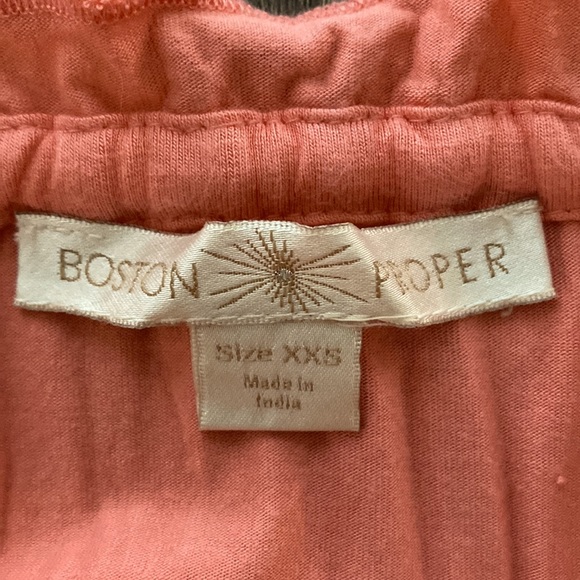 BOSTON PROPER
Size XXS
Made in
India